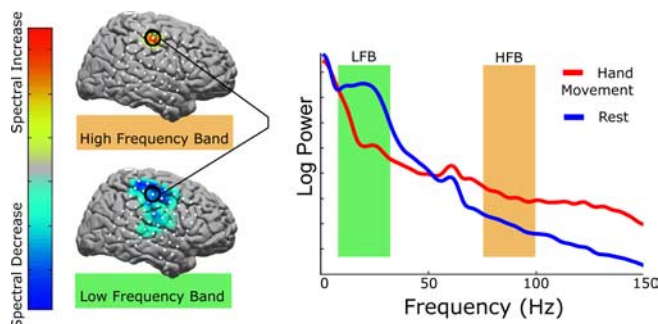 Spectral Increase
Spectral Decrease
High Frequency Band
Low Frequency Band
LFB
HFB
Hand
Movement
Rest
Log Power
0
50
100
150
Frequency (Hz)